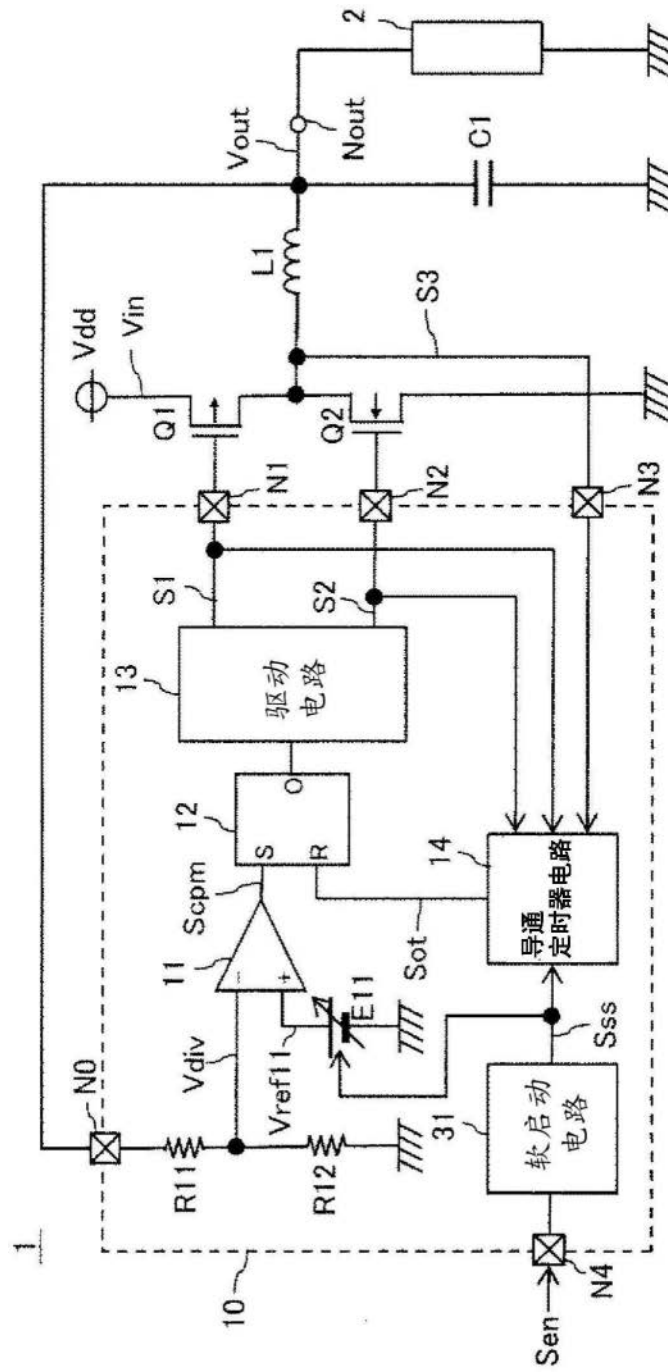 1
Vdd
Vin
Vout
Nout
2
L1
C1
Q1
Q2
S3
N0
N1
N2
N3
N4
10
R11
R12
Vdiv
Vref11
E11
11
Scpm
12
S
R
O
13
驱动
电路
S1
S2
14
导通
定时器电路
Sot
31
软启动
电路
Sss
Sen
−
+